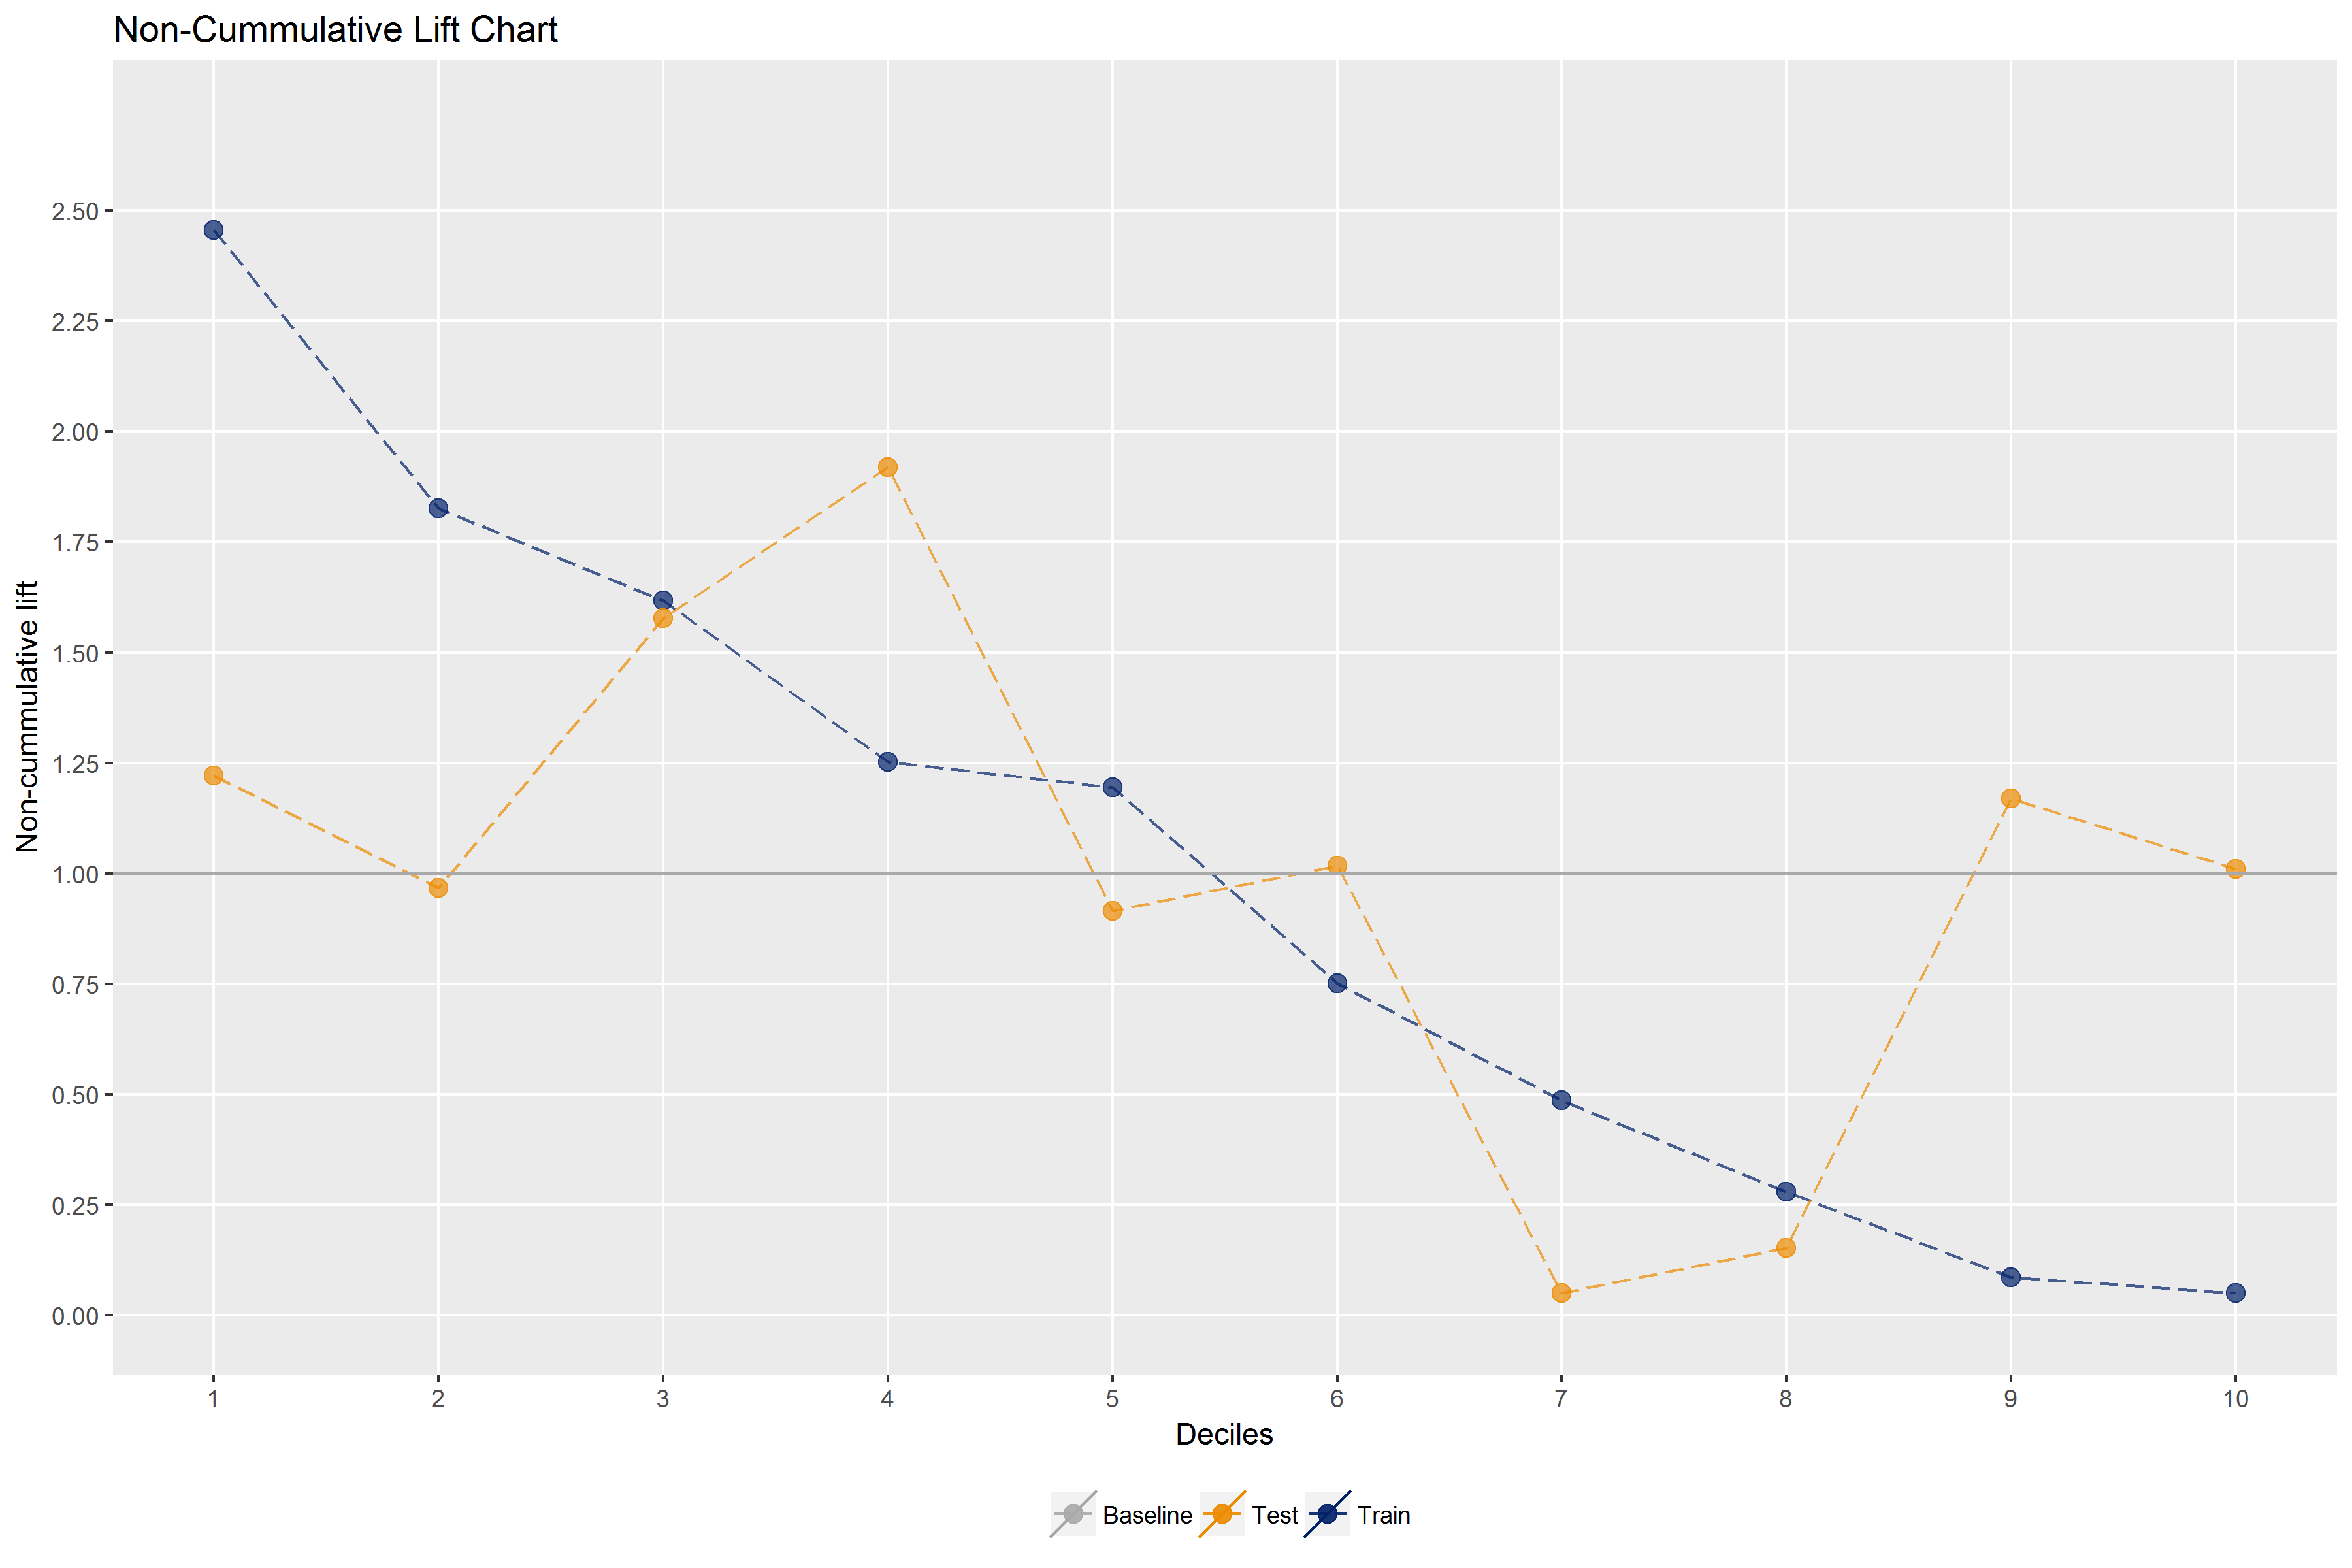 Non-Cummulative Lift Chart
Non-cummulative lift
2.50
2.25
2.00
1.75
1.50
1.25
1.00
0.75
0.50
0.25
0.00
1 2 3 4 5 6 7 8 9 10
Deciles
Baseline Test Train